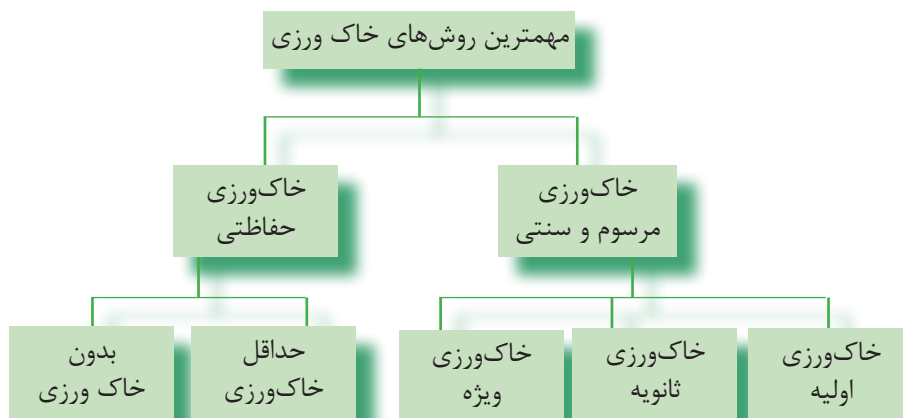 مهمترین روش‌های خاک ورزی
خاک‌ورزی
مرسوم و سنتی
خاک‌ورزی
حفاظتی
خاک‌ورزی
اولیه
خاک‌ورزی
ثانویه
خاک‌ورزی
ویژه
حداقل
خاک‌ورزی
بدون
خاک ورزی